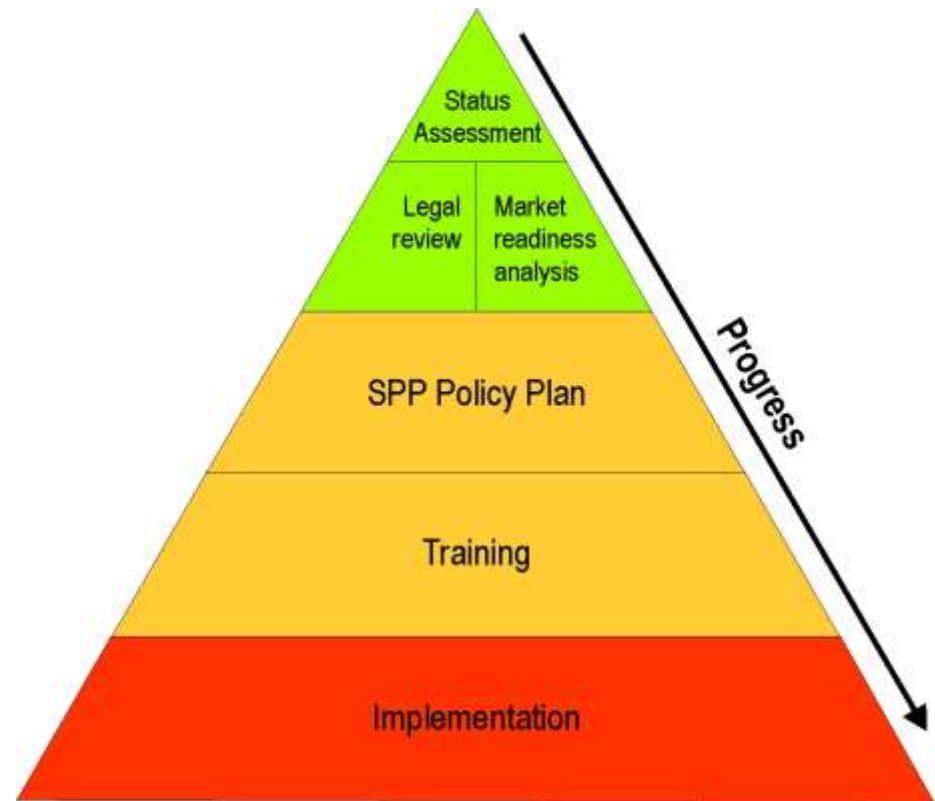 Status
Assessment
Legal
review
Market
readiness
analysis
SPP Policy Plan
Training
Implementation
Progress